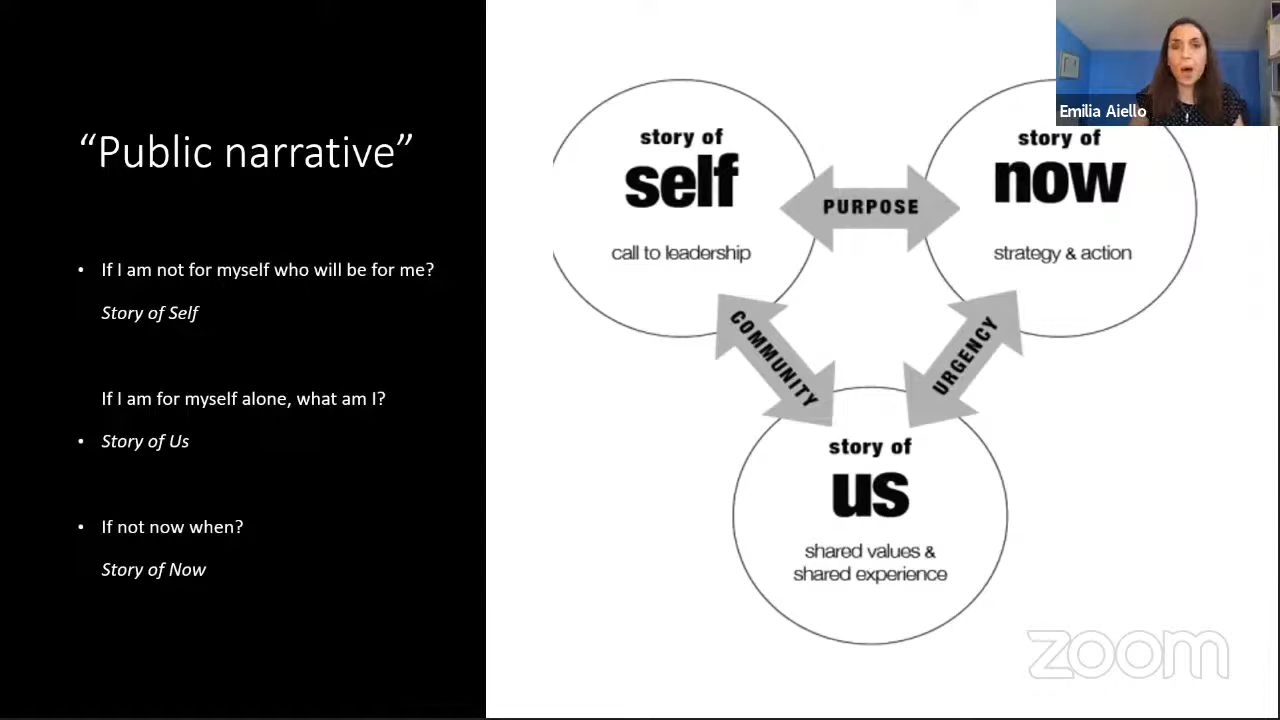 “Public narrative”
• If I am not for myself who will be for me?
Story of Self
If I am for myself alone, what am I?
• Story of Us
• If not now when?
Story of Now
story of
self
call to leadership
PURPOSE
story of
now
strategy & action
COMMUNITY
URGENCY
story of
us
shared values &
shared experience
Emilia Aiello
zoom